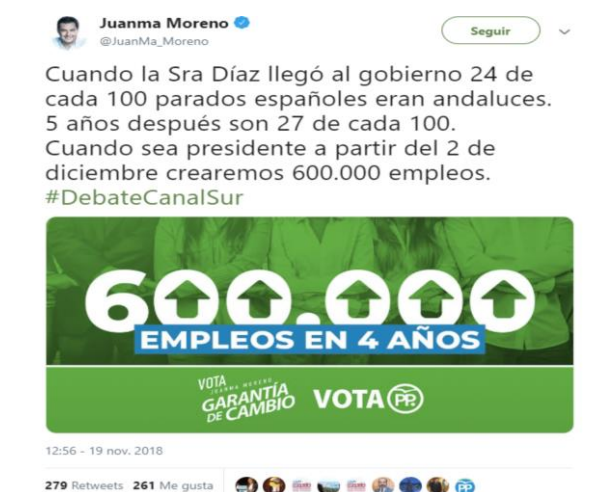 Juanma Moreno
@JuanMa_Moreno
Seguir
Cuando la Sra Díaz llegó al gobierno 24 de
cada 100 parados españoles eran andaluces.
5 años después son 27 de cada 100.
Cuando sea presidente a partir del 2 de
diciembre crearemos 600.000 empleos.
#DebateCanalSur
600.000
EMPLEOS EN 4 AÑOS
VOTA
JUANMA MORENO
GARANTÍA
DE CAMBIO
VOTA PP
12:56 - 19 nov. 2018
279 Retweets 261 Me gusta